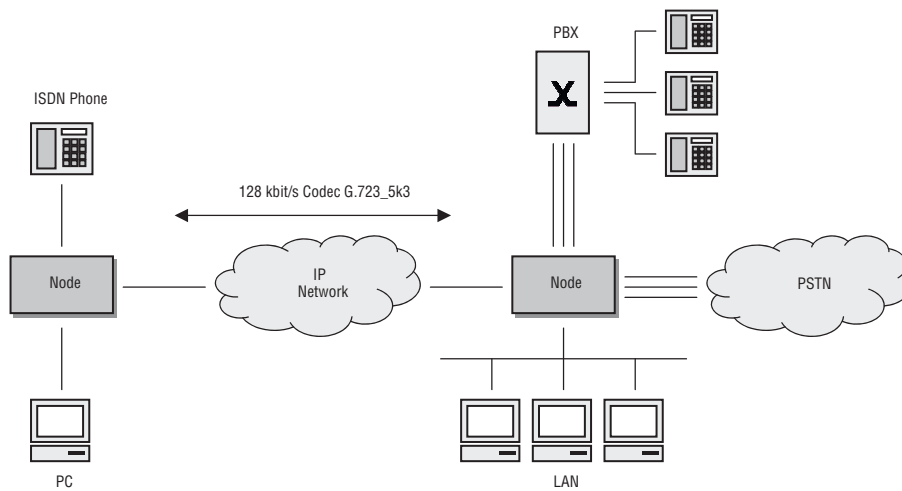 PBX
ISDN Phone
128 kbit/s Codec G.723_5k3
Node
IP
Network
Node
PSTN
PC
LAN